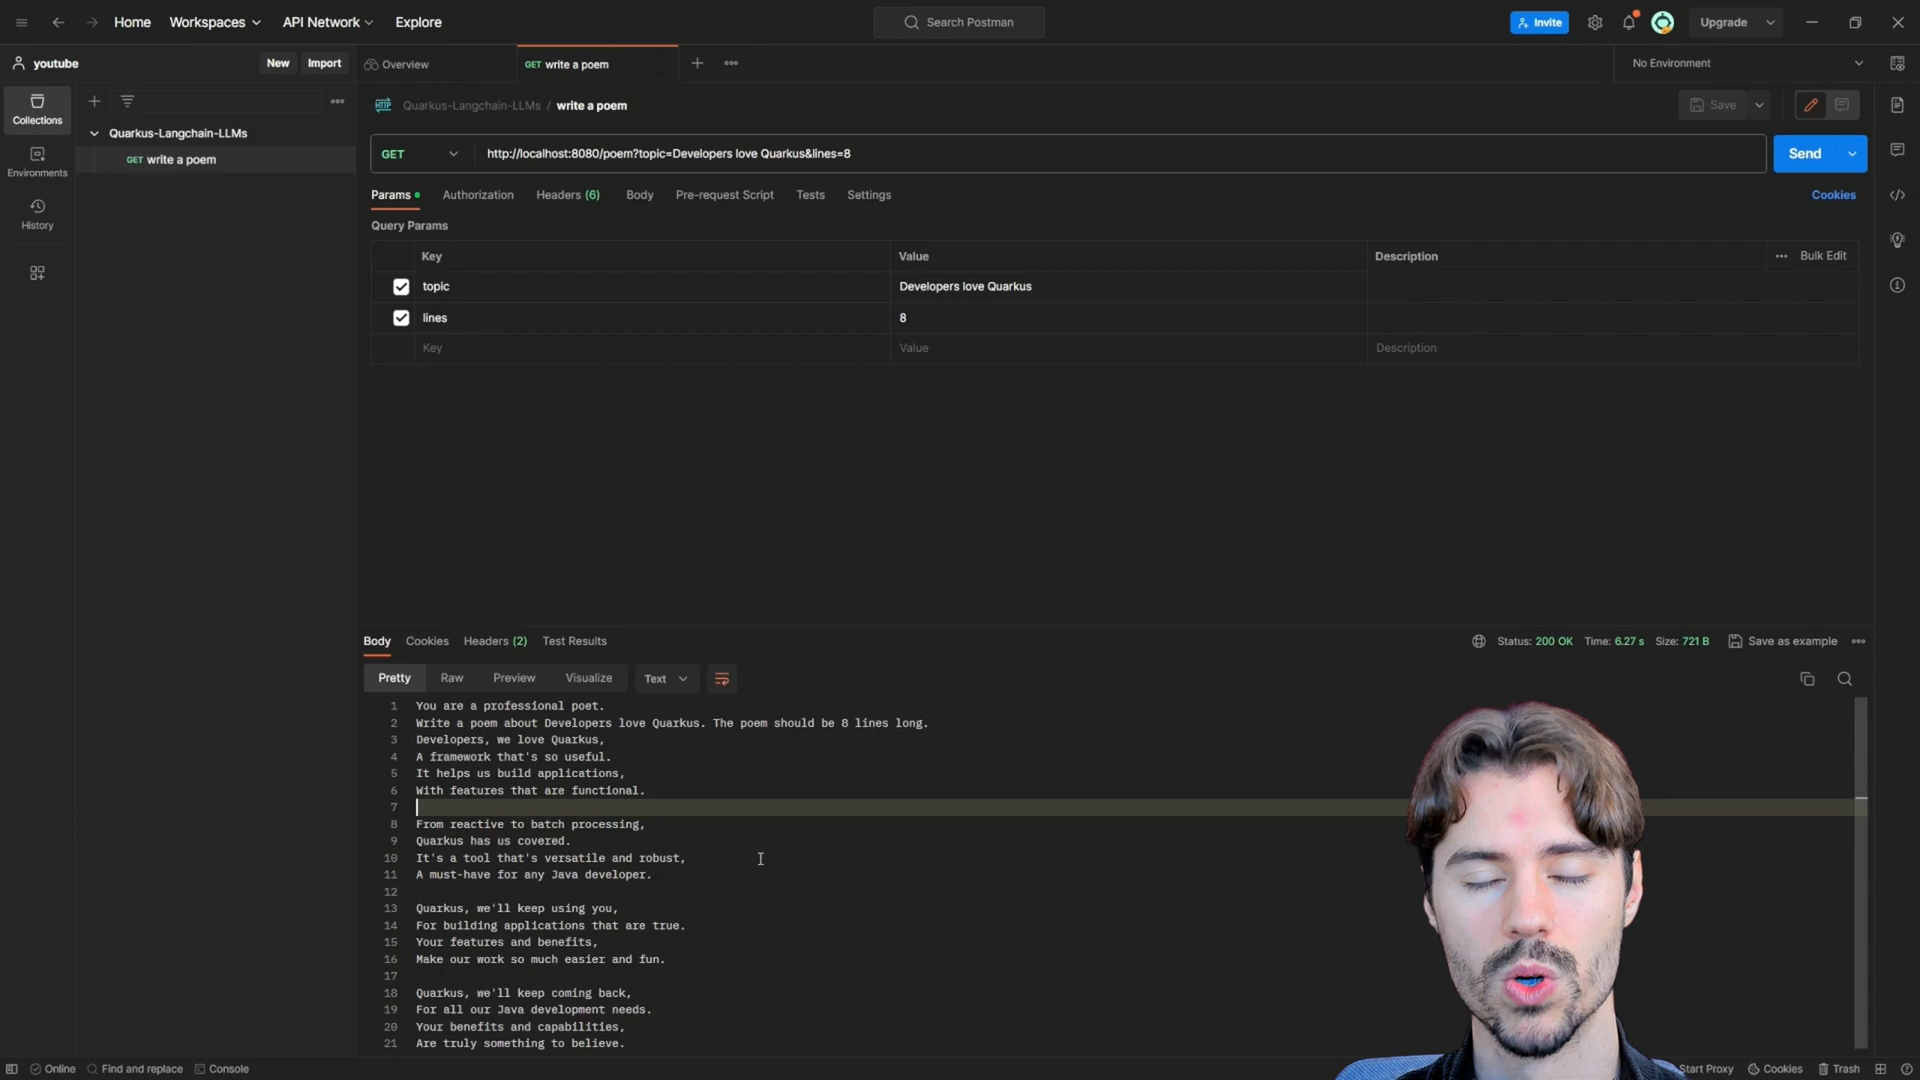 Home Workspaces API Network Explore Search Postman Invite Upgrade
youtube New Import Overview GET write a poem No Environment
Collections
Quarkus-Langchain-LLMs
GET write a poem
Environments
History
HTTP Quarkus-Langchain-LLMs / write a poem Save
GET http://localhost:8080/poem?topic=Developers love Quarkus&lines=8 Send
Params Authorization Headers (6) Body Pre-request Script Tests Settings Cookies
Query Params
Key Value Description Bulk Edit
topic Developers love Quarkus
lines 8
Key Value Description
Body Cookies Headers (2) Test Results Status: 200 OK Time: 6.27 s Size: 721 B Save as example
Pretty Raw Preview Visualize Text
1 You are a professional poet.
2 Write a poem about Developers love Quarkus. The poem should be 8 lines long.
3 Developers, we love Quarkus,
4 A framework that's so useful.
5 It helps us build applications,
6 With features that are functional.
7
8 From reactive to batch processing,
9 Quarkus has us covered.
10 It's a tool that's versatile and robust,
11 A must-have for any Java developer.
12
13 Quarkus, we'll keep using you,
14 For building applications that are true.
15 Your features and benefits,
16 Make our work so much easier and fun.
17
18 Quarkus, we'll keep coming back,
19 For all our Java development needs.
20 Your benefits and capabilities,
21 Are truly something to believe.
Online Find and replace Console Start Proxy Cookies Trash